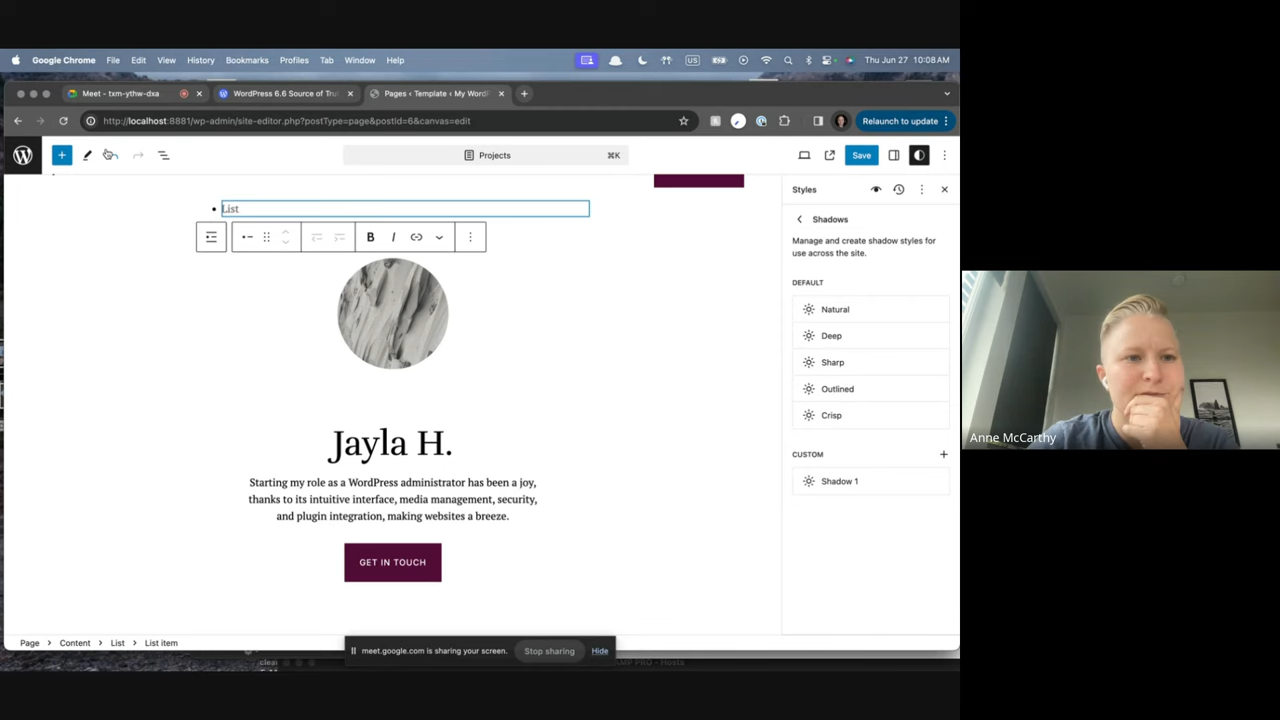 Google Chrome File Edit View History Bookmarks Profiles Tab Window Help US Thu Jun 27 10:08 AM
Meet - txm-ythw-dxa WordPress 6.6 Source of Tru Pages ‹ Template ‹ My WordP
http://localhost:8881/wp-admin/site-editor.php?postType=page&postId=6&canvas=edit Relaunch to update
Projects ⌘K Save
List
B I
Jayla H.
Starting my role as a WordPress administrator has been a joy,
thanks to its intuitive interface, media management, security,
and plugin integration, making websites a breeze.
GET IN TOUCH
Styles
Shadows
Manage and create shadow styles for
use across the site.
DEFAULT
Natural
Deep
Sharp
Outlined
Crisp
CUSTOM
Shadow 1
Page > Content > List > List item
meet.google.com is sharing your screen. Stop sharing Hide
clea AMP PRO - Hosts
Anne McCarthy